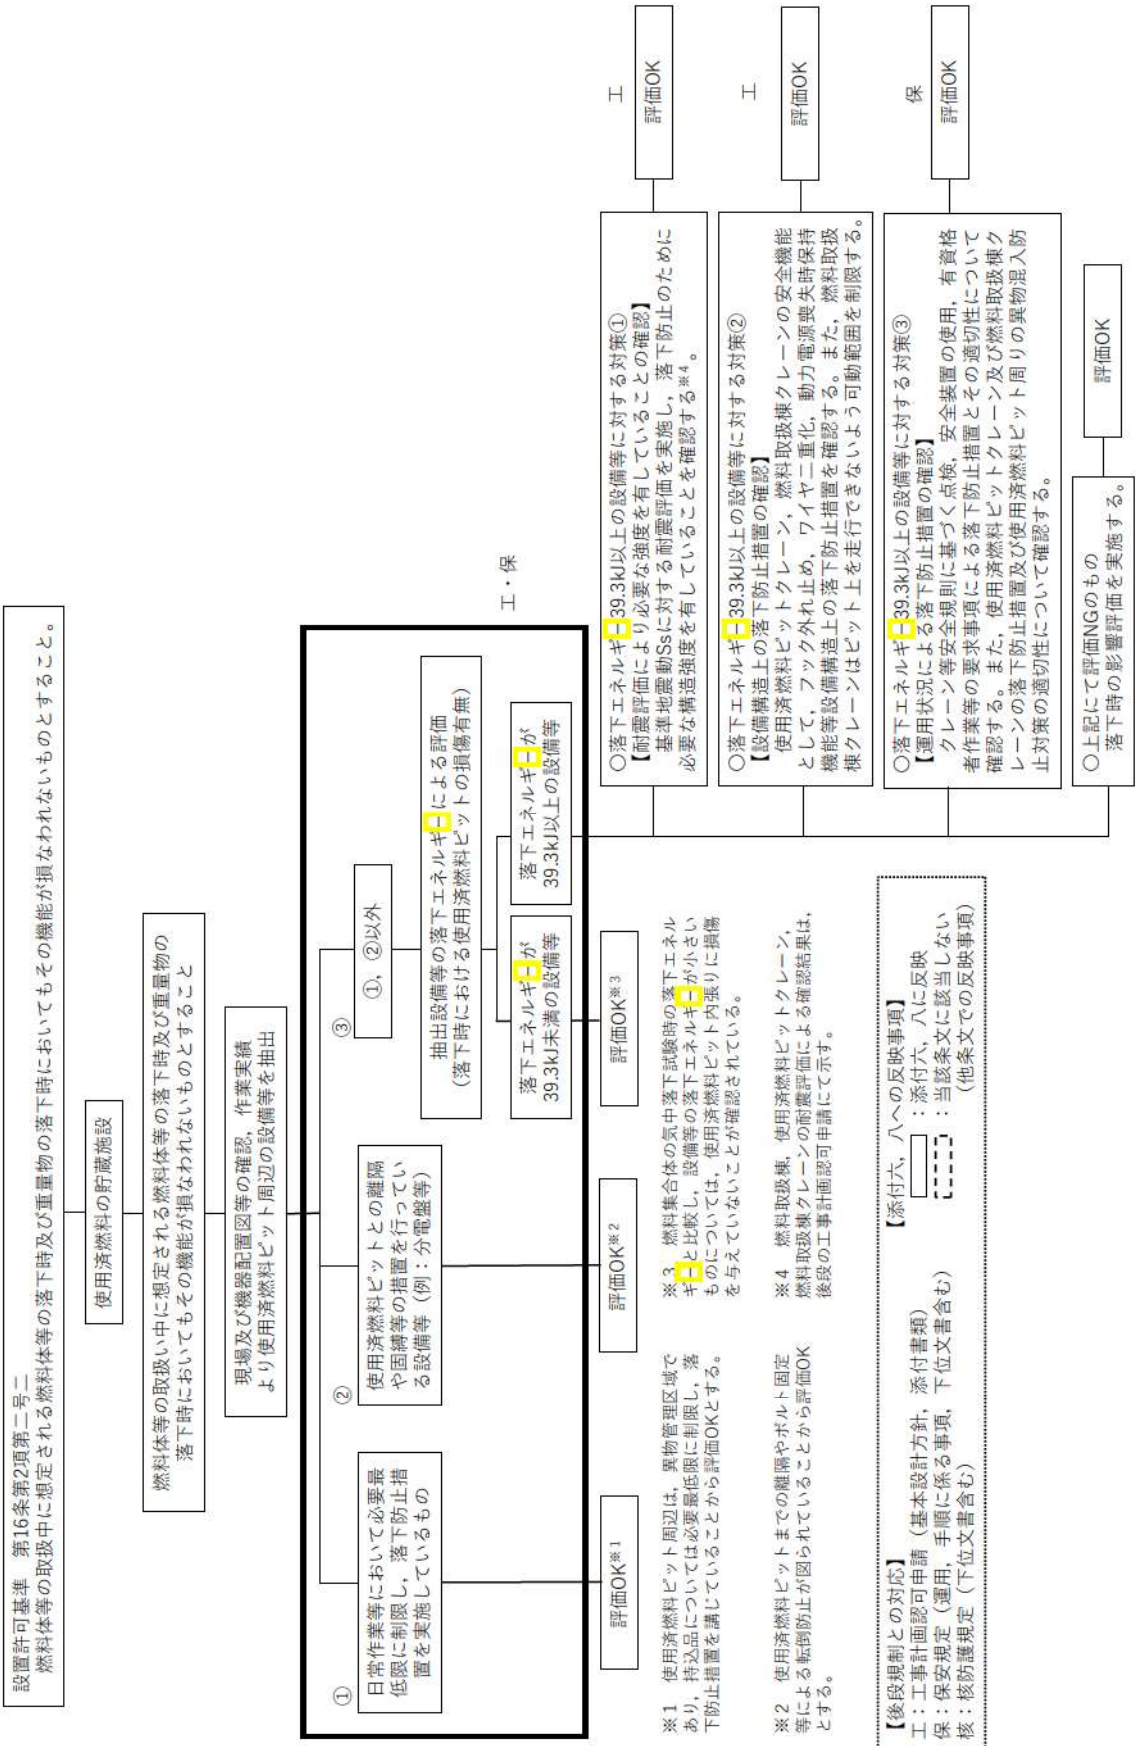 設置許可基準　第16条第2項第二号ニ
燃料体等の取扱中に想定される燃料体等の落下時及び重量物の落下時においてもその機能が損なわれないものとすること。
使用済燃料の貯蔵施設
燃料体等の取扱い中に想定される燃料体等の落下時及び重量物の
落下時においてもその機能が損なわれないものとすること
現場及び機器配置図等の確認，作業実績
より使用済燃料ピット周辺の設備等を抽出
①
日常作業等において必要最
低限に制限し，落下防止措
置を実施しているもの
②
使用済燃料ピットとの離隔
や固縛等の措置を行ってい
る設備等（例：分電盤等）
③
①，②以外
抽出設備等の落下エネルギーによる評価
（落下時における使用済燃料ピットの損傷有無）
落下エネルギーが
39.3kJ未満の設備等
落下エネルギーが
39.3kJ以上の設備等
工・保
評価OK※1
評価OK※2
評価OK※3
○落下エネルギー39.3kJ以上の設備等に対する対策①
【耐震評価により必要な強度を有していることの確認】
基準地震動Ssに対する耐震評価を実施し，落下防止のために
必要な構造強度を有していることを確認する※4。
工
評価OK
○落下エネルギー39.3kJ以上の設備等に対する対策②
【設備構造上の落下防止措置の確認】
使用済燃料ピットクレーン，燃料取扱棟クレーンの安全機能
として，フック外れ止め，ワイヤ二重化，動力電源喪失時保持
機能等設備構造上の落下防止措置を確認する。また，燃料取扱
棟クレーンはピット上を走行できないよう可動範囲を制限する。
工
評価OK
○落下エネルギー39.3kJ以上の設備等に対する対策③
【運用状況による落下防止措置の確認】
クレーン等安全規則に基づく点検，安全装置の使用，有資格
者作業等の要求事項による落下防止措置とその適切性について
確認する。また，使用済燃料ピットクレーン及び燃料取扱棟ク
レーンの落下防止措置及び使用済燃料ピット周りの異物混入防
止対策の適切性について確認する。
保
評価OK
○上記にて評価NGのもの
落下時の影響評価を実施する。
評価OK
※1　使用済燃料ピット周辺は，異物管理区域で
あり，持込品については必要最低限に制限し，落
下防止措置を講じていることから評価OKとする。
※2　使用済燃料ピットまでの離隔やボルト固定
等による転倒防止が図られていることから評価OK
とする。
※3　燃料集合体の気中落下試験時の落下エネル
ギーと比較し，設備等の落下エネルギーが小さい
ものについては，使用済燃料ピット内張りに損傷
を与えていないことが確認されている。
※4　燃料取扱棟，使用済燃料ピットクレーン，
燃料取扱棟クレーンの耐震評価による確認結果は，
後段の工事計画認可申請にて示す。
【後段規制との対応】
工：工事計画認可申請（基本設計方針，添付書類）
保：保安規定（運用，手順に係る事項，下位文書含む）
核：核防護規定（下位文書含む）
【添付六，八への反映事項】
：添付六，八に反映
：当該条文に該当しない
（他条文での反映事項）